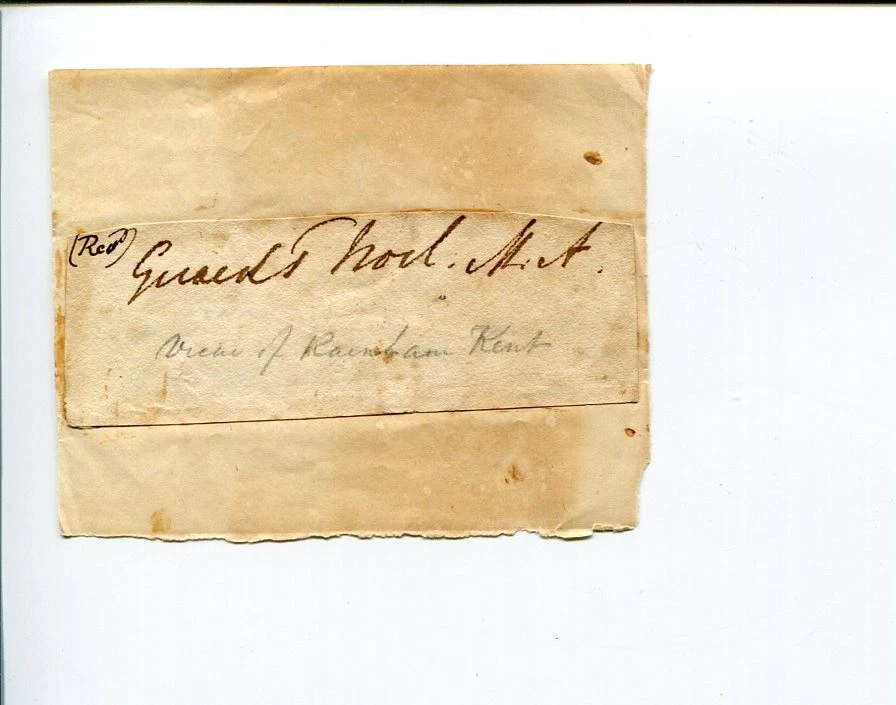 (Revd) Gerard T Noel. M.A.
Vicar of Rainham Kent